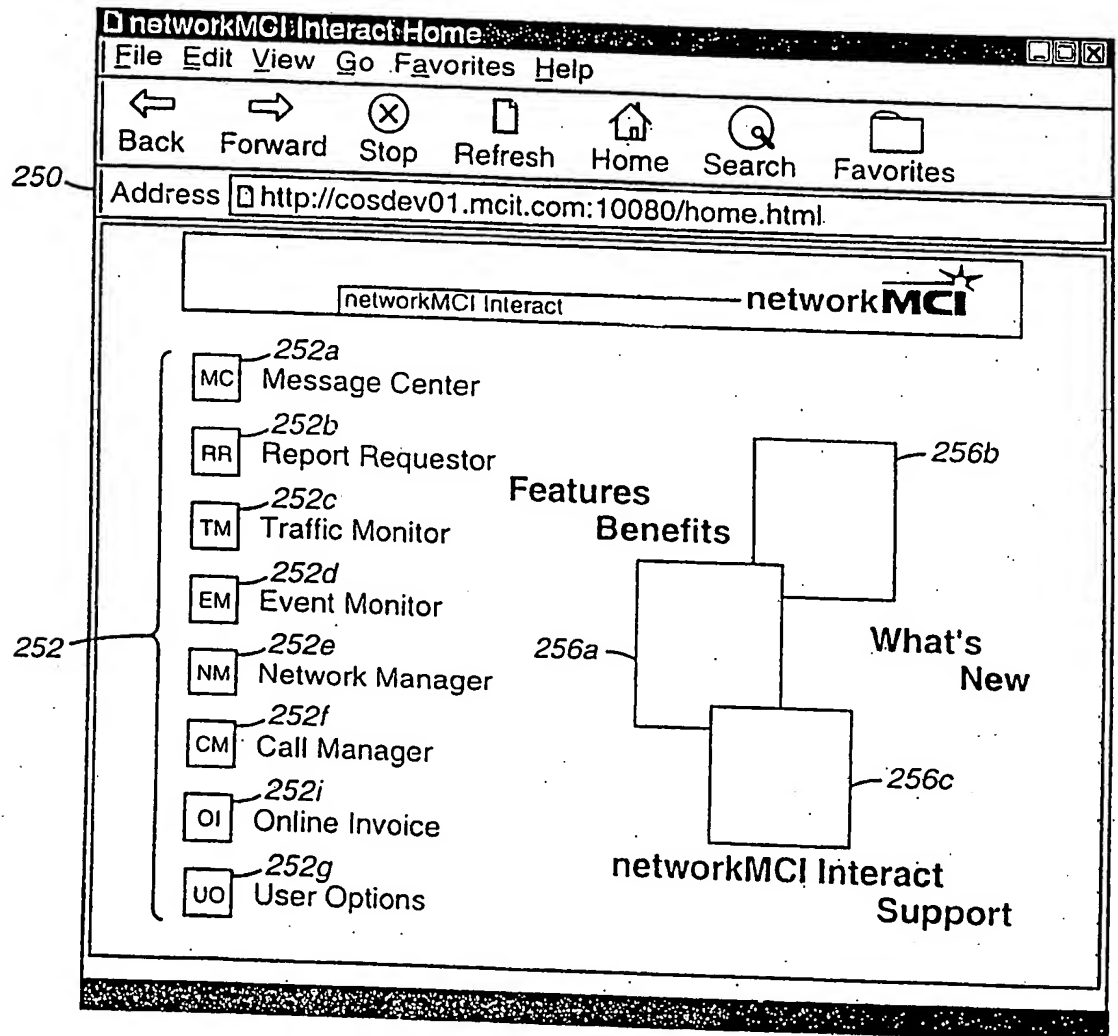 networkMCI Interact Home
File Edit View Go Favorites Help
Back Forward Stop Refresh Home Search Favorites
250
Address http://cosdev01.mcit.com:10080/home.html
networkMCI Interact
networkMCI
252a
MC Message Center
252b
RR Report Requestor
256b
Features
Benefits
252c
TM Traffic Monitor
252d
EM Event Monitor
252
252e
NM Network Manager
256a
What's
New
252f
CM Call Manager
256c
252i
OI Online Invoice
252g
UO User Options
networkMCI Interact
Support